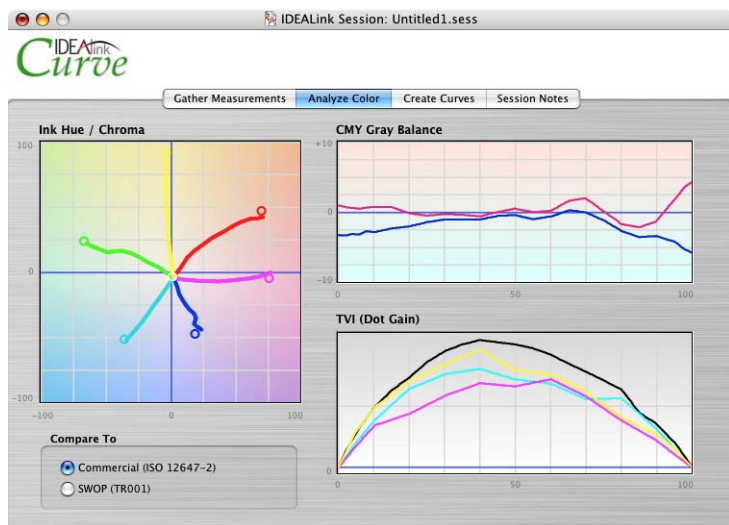 IDEALink Session: Untitled1.sess
IDEAlink
Curve
Gather Measurements Analyze Color Create Curves Session Notes
Ink Hue / Chroma
100
0
-100
-100 0 100
CMY Gray Balance
+10
0
-10
0 50 100
TVI (Dot Gain)
0
0 50 100
Compare To
Commercial (ISO 12647-2)
SWOP (TR001)